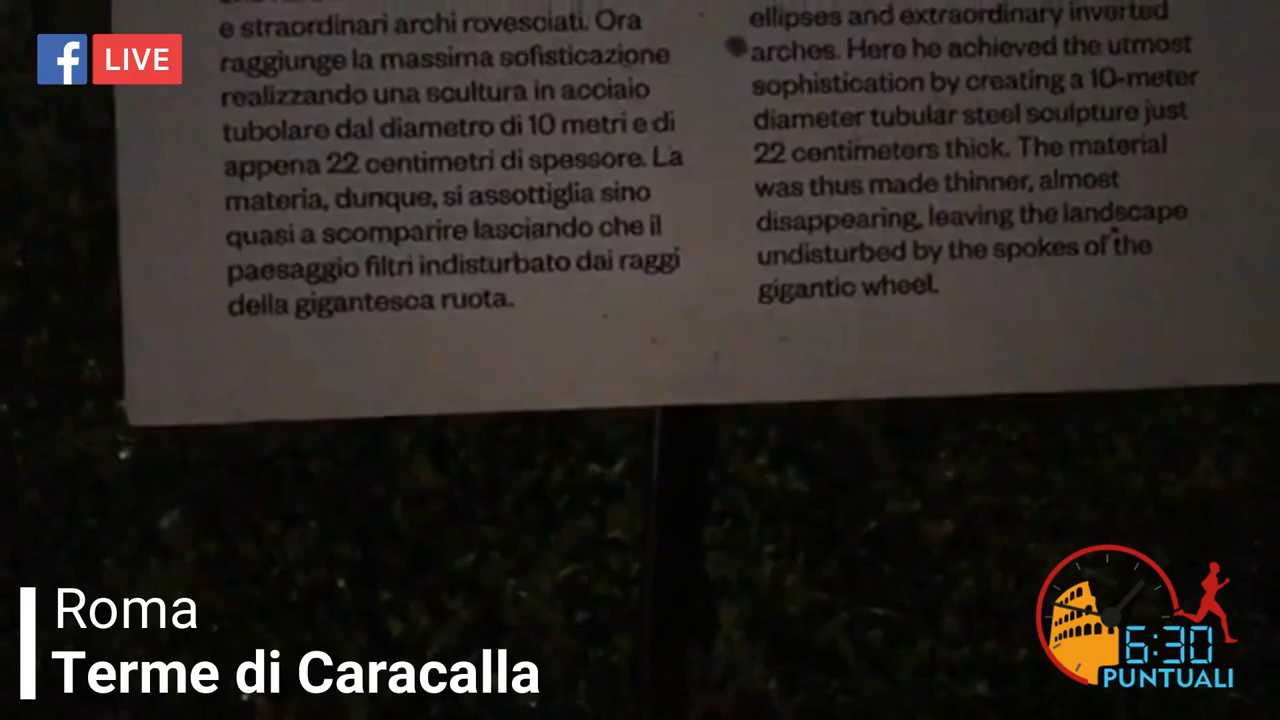 f LIVE
e straordinari archi rovesciati. Ora
raggiunge la massima sofisticazione
realizzando una scultura in acciaio
tubolare dal diametro di 10 metri e di
appena 22 centimetri di spessore. La
materia, dunque, si assottiglia sino
quasi a scomparire lasciando che il
paesaggio filtri indisturbato dai raggi
della gigantesca ruota.
ellipses and extraordinary inverted
arches. Here he achieved the utmost
sophistication by creating a 10-meter
diameter tubular steel sculpture just
22 centimeters thick. The material
was thus made thinner, almost
disappearing, leaving the landscape
undisturbed by the spokes of the
gigantic wheel.
Roma
Terme di Caracalla
6:30
PUNTUALI